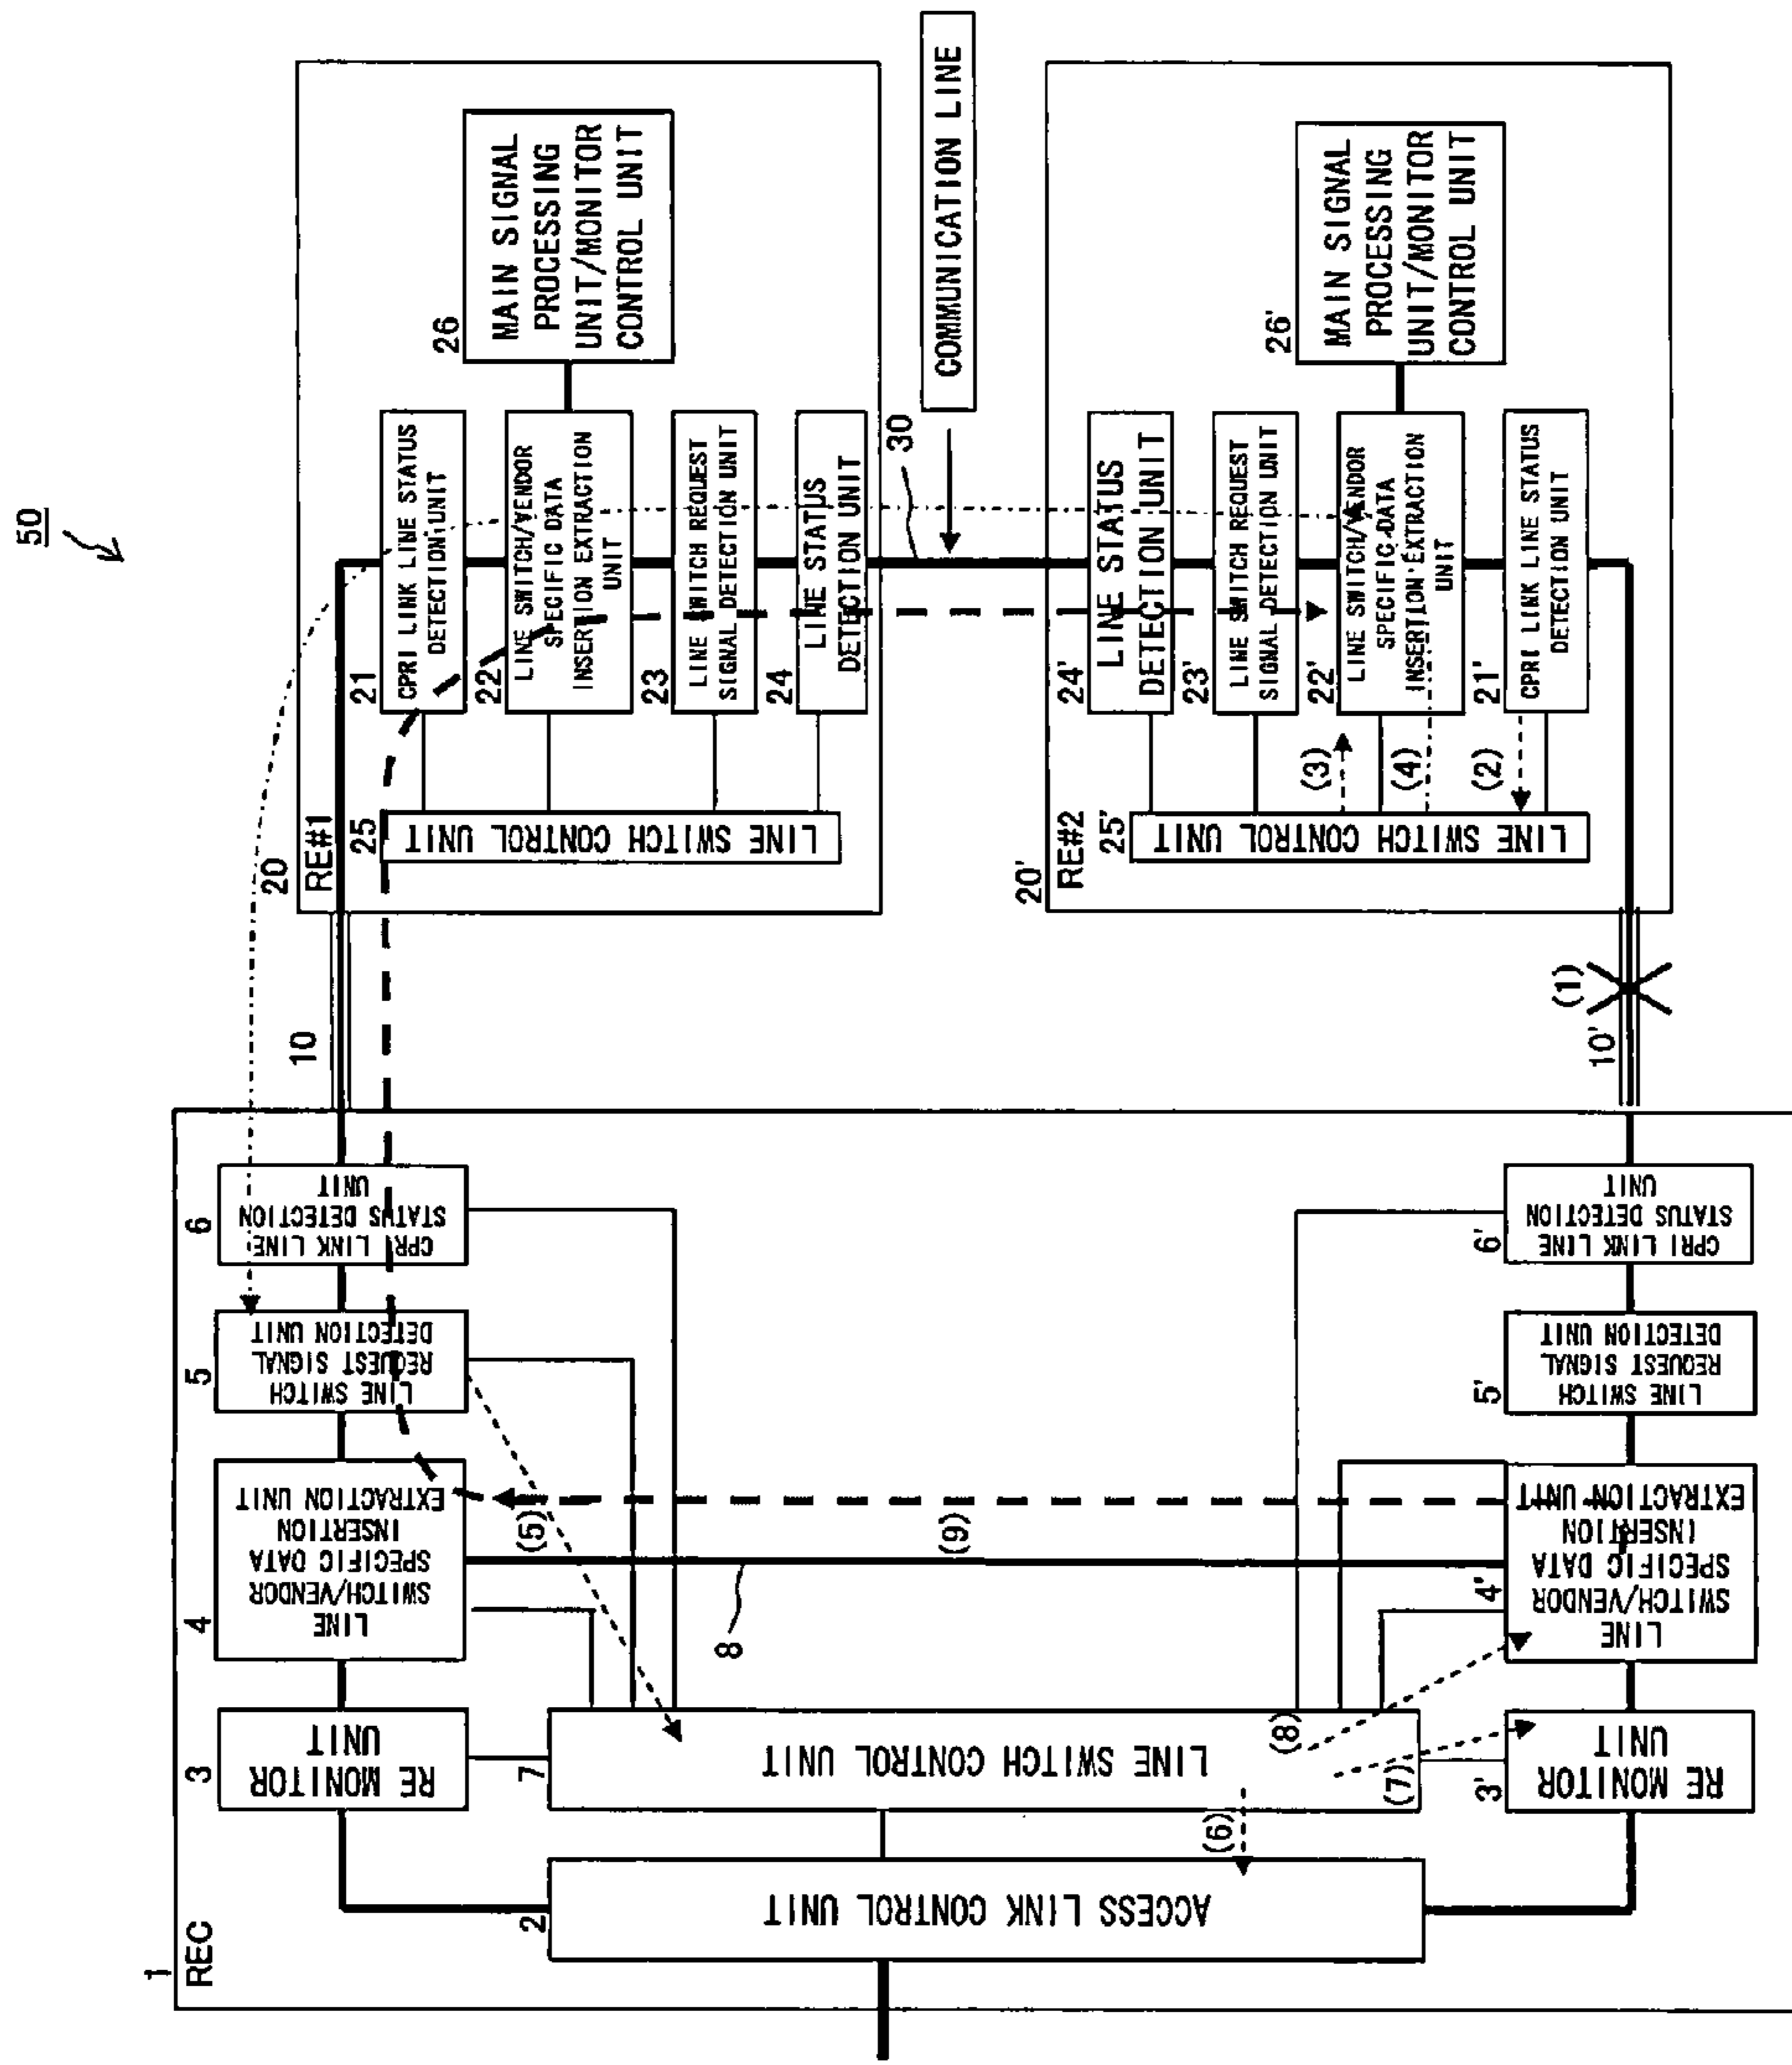 50
1
REC
2
ACCESS LINK CONTROL UNIT
3
RE MONITOR
UNIT
4
LINE
SWITCH/VENDOR
SPECIFIC DATA
INSERTION
EXTRACTION UNIT
5
LINE SWITCH
REQUEST SIGNAL
DETECTION UNIT
6
CPRI LINK LINE
STATUS DETECTION
UNIT
7
LINE SWITCH CONTROL UNIT
8
(5)
(6)
(7)
(8)
(9)
3'
RE MONITOR
UNIT
4'
LINE
SWITCH/VENDOR
SPECIFIC DATA
INSERTION
EXTRACTION UNIT
5'
LINE SWITCH
REQUEST SIGNAL
DETECTION UNIT
6'
CPRI LINK LINE
STATUS DETECTION
UNIT
10
10'
(1)
20
RE#1
25
LINE SWITCH CONTROL UNIT
21
CPRI LINK LINE STATUS
DETECTION UNIT
22
LINE SWITCH/VENDOR
SPECIFIC DATA
INSERTION EXTRACTION
UNIT
23
LINE SWITCH REQUEST
SIGNAL DETECTION UNIT
24
LINE STATUS
DETECTION UNIT
26
MAIN SIGNAL
PROCESSING
UNIT/MONITOR
CONTROL UNIT
30
COMMUNICATION LINE
20'
RE#2
25'
LINE SWITCH CONTROL UNIT
24'
LINE STATUS
DETECTION UNIT
23'
LINE SWITCH REQUEST
SIGNAL DETECTION UNIT
22'
LINE SWITCH/VENDOR
SPECIFIC DATA
INSERTION EXTRACTION
UNIT
21'
CPRI LINK LINE STATUS
DETECTION UNIT
(3)
(4)
(2)
26'
MAIN SIGNAL
PROCESSING
UNIT/MONITOR
CONTROL UNIT